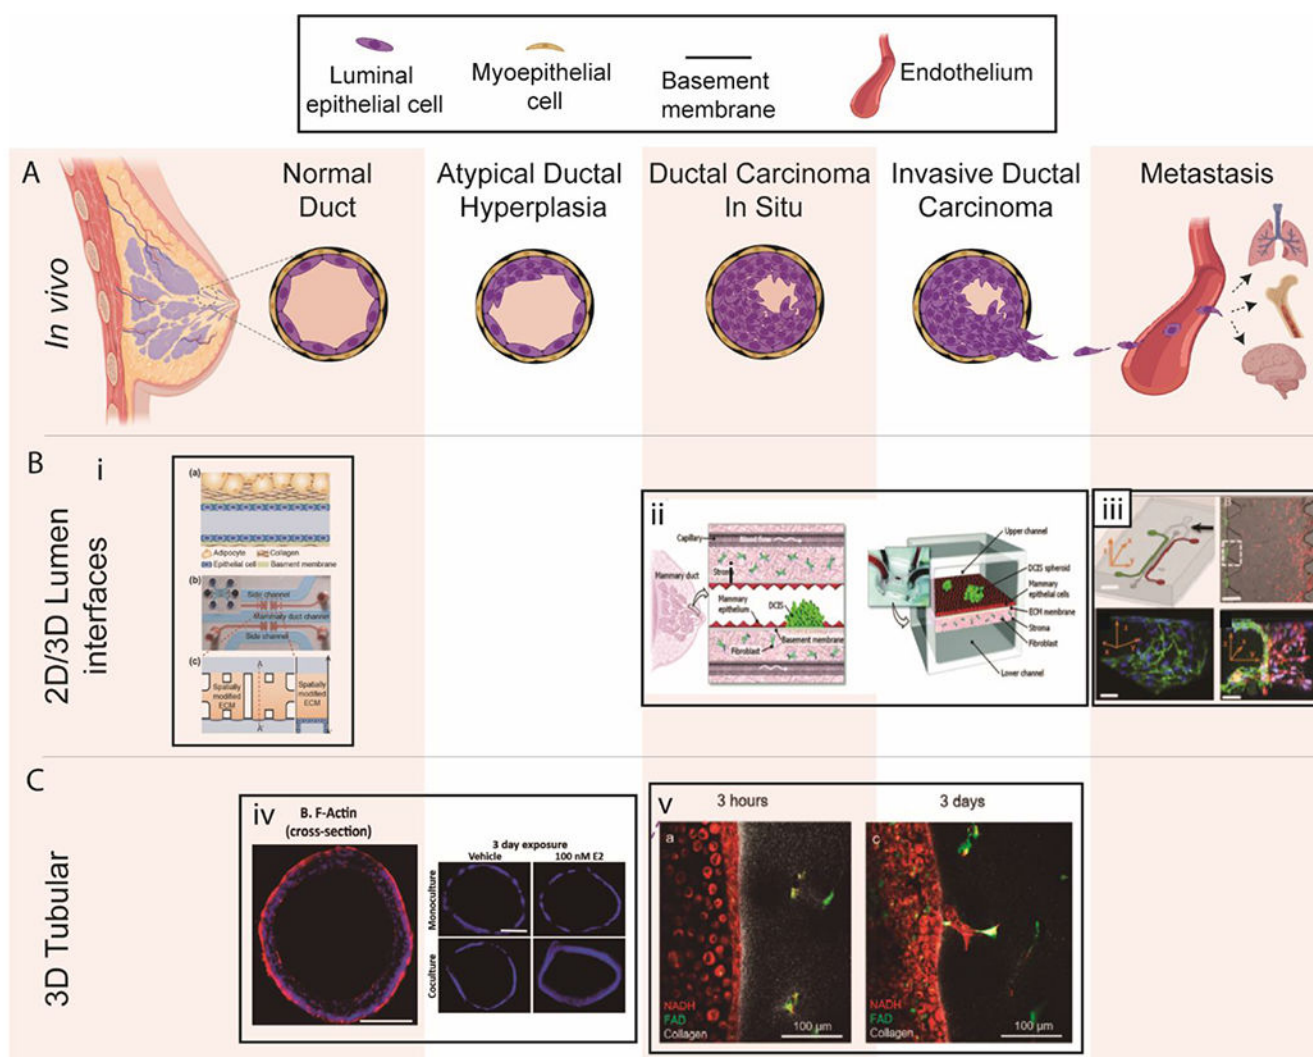 Luminal
epithelial cell
Myoepithelial
cell
Basement
membrane
Endothelium
A
In vivo
Normal
Duct
Atypical Ductal
Hyperplasia
Ductal Carcinoma
In Situ
Invasive Ductal
Carcinoma
Metastasis
B
2D/3D Lumen
interfaces
i
(a)
Adipocyte
Collagen
Epithelial cell
Basment membrane
(b)
Side channel
Mammary duct channel
Side channel
(c)
A
Spatially
modified
ECM
Spatially
modified
ECM
A'
ii
Capillary
Blood flow
Stroma
i
Mammary duct
Mammary
epithelium
DCIS
Basement membrane
Fibroblast
Upper channel
DCIS spheroid
Mammary
epithelial cells
ECM membrane
Stroma
Fibroblast
Lower channel
iii
C
3D Tubular
iv
B. F-Actin
(cross-section)
3 day exposure
Vehicle
100 nM E2
Monoculture
Coculture
v
3 hours
3 days
a
NADH
FAD
Collagen
100 µm
c
NADH
FAD
Collagen
100 µm